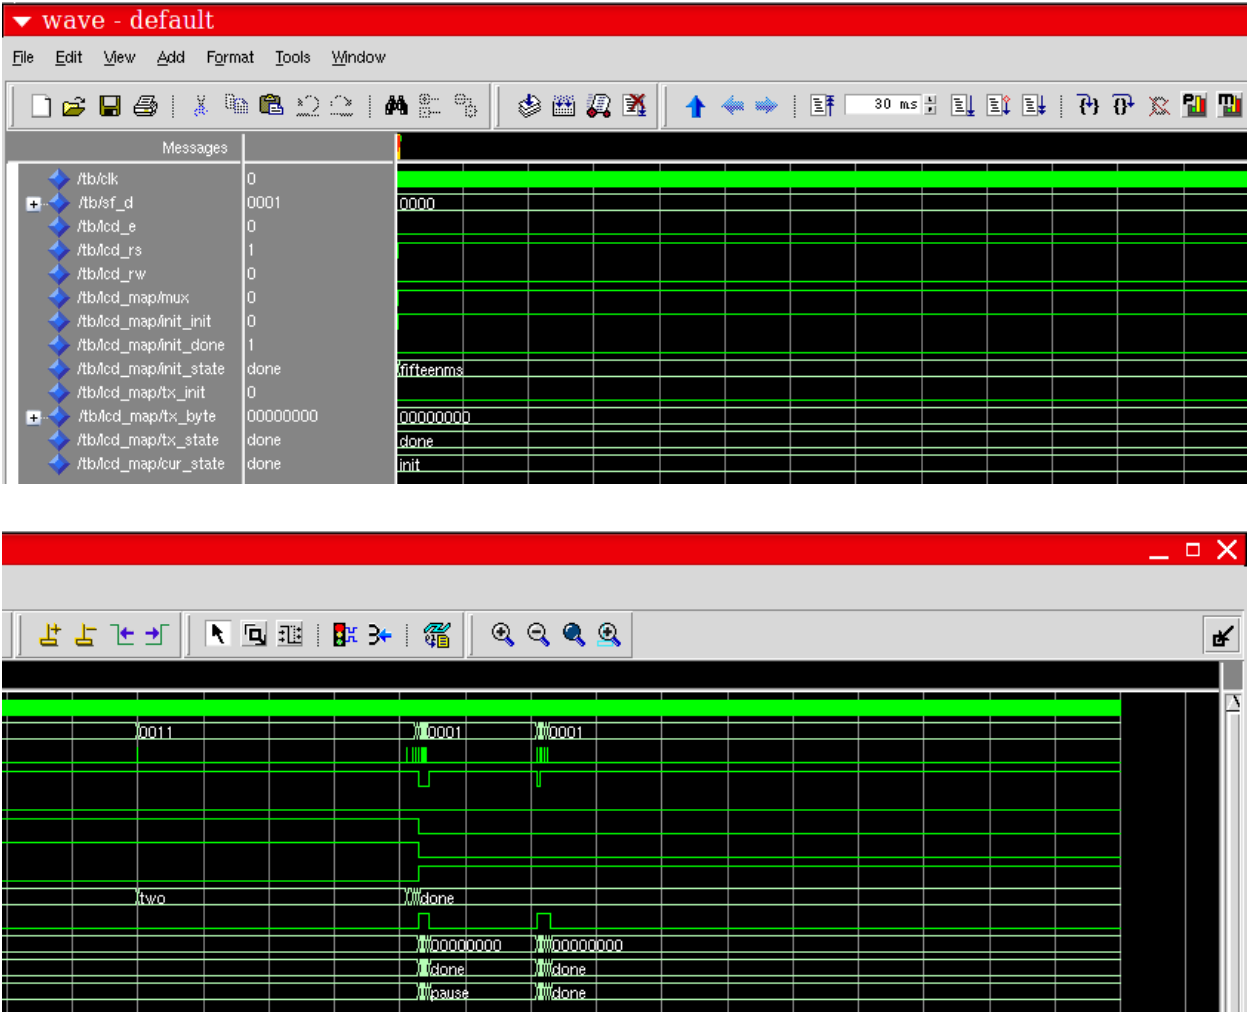 wave - default
File Edit View Add Format Tools Window
30 ms
Messages
/tb/clk 0
/tb/sf_d 0001 0000
/tb/lcd_e 0
/tb/lcd_rs 1
/tb/lcd_rw 0
/tb/lcd_map/mux 0
/tb/lcd_map/init_init 0
/tb/lcd_map/init_done 1
/tb/lcd_map/init_state done fifteenms
/tb/lcd_map/tx_init 0
/tb/lcd_map/tx_byte 00000000 00000000
/tb/lcd_map/tx_state done done
/tb/lcd_map/cur_state done init
0011 0001 0001
two done
00000000 00000000
done done
pause done